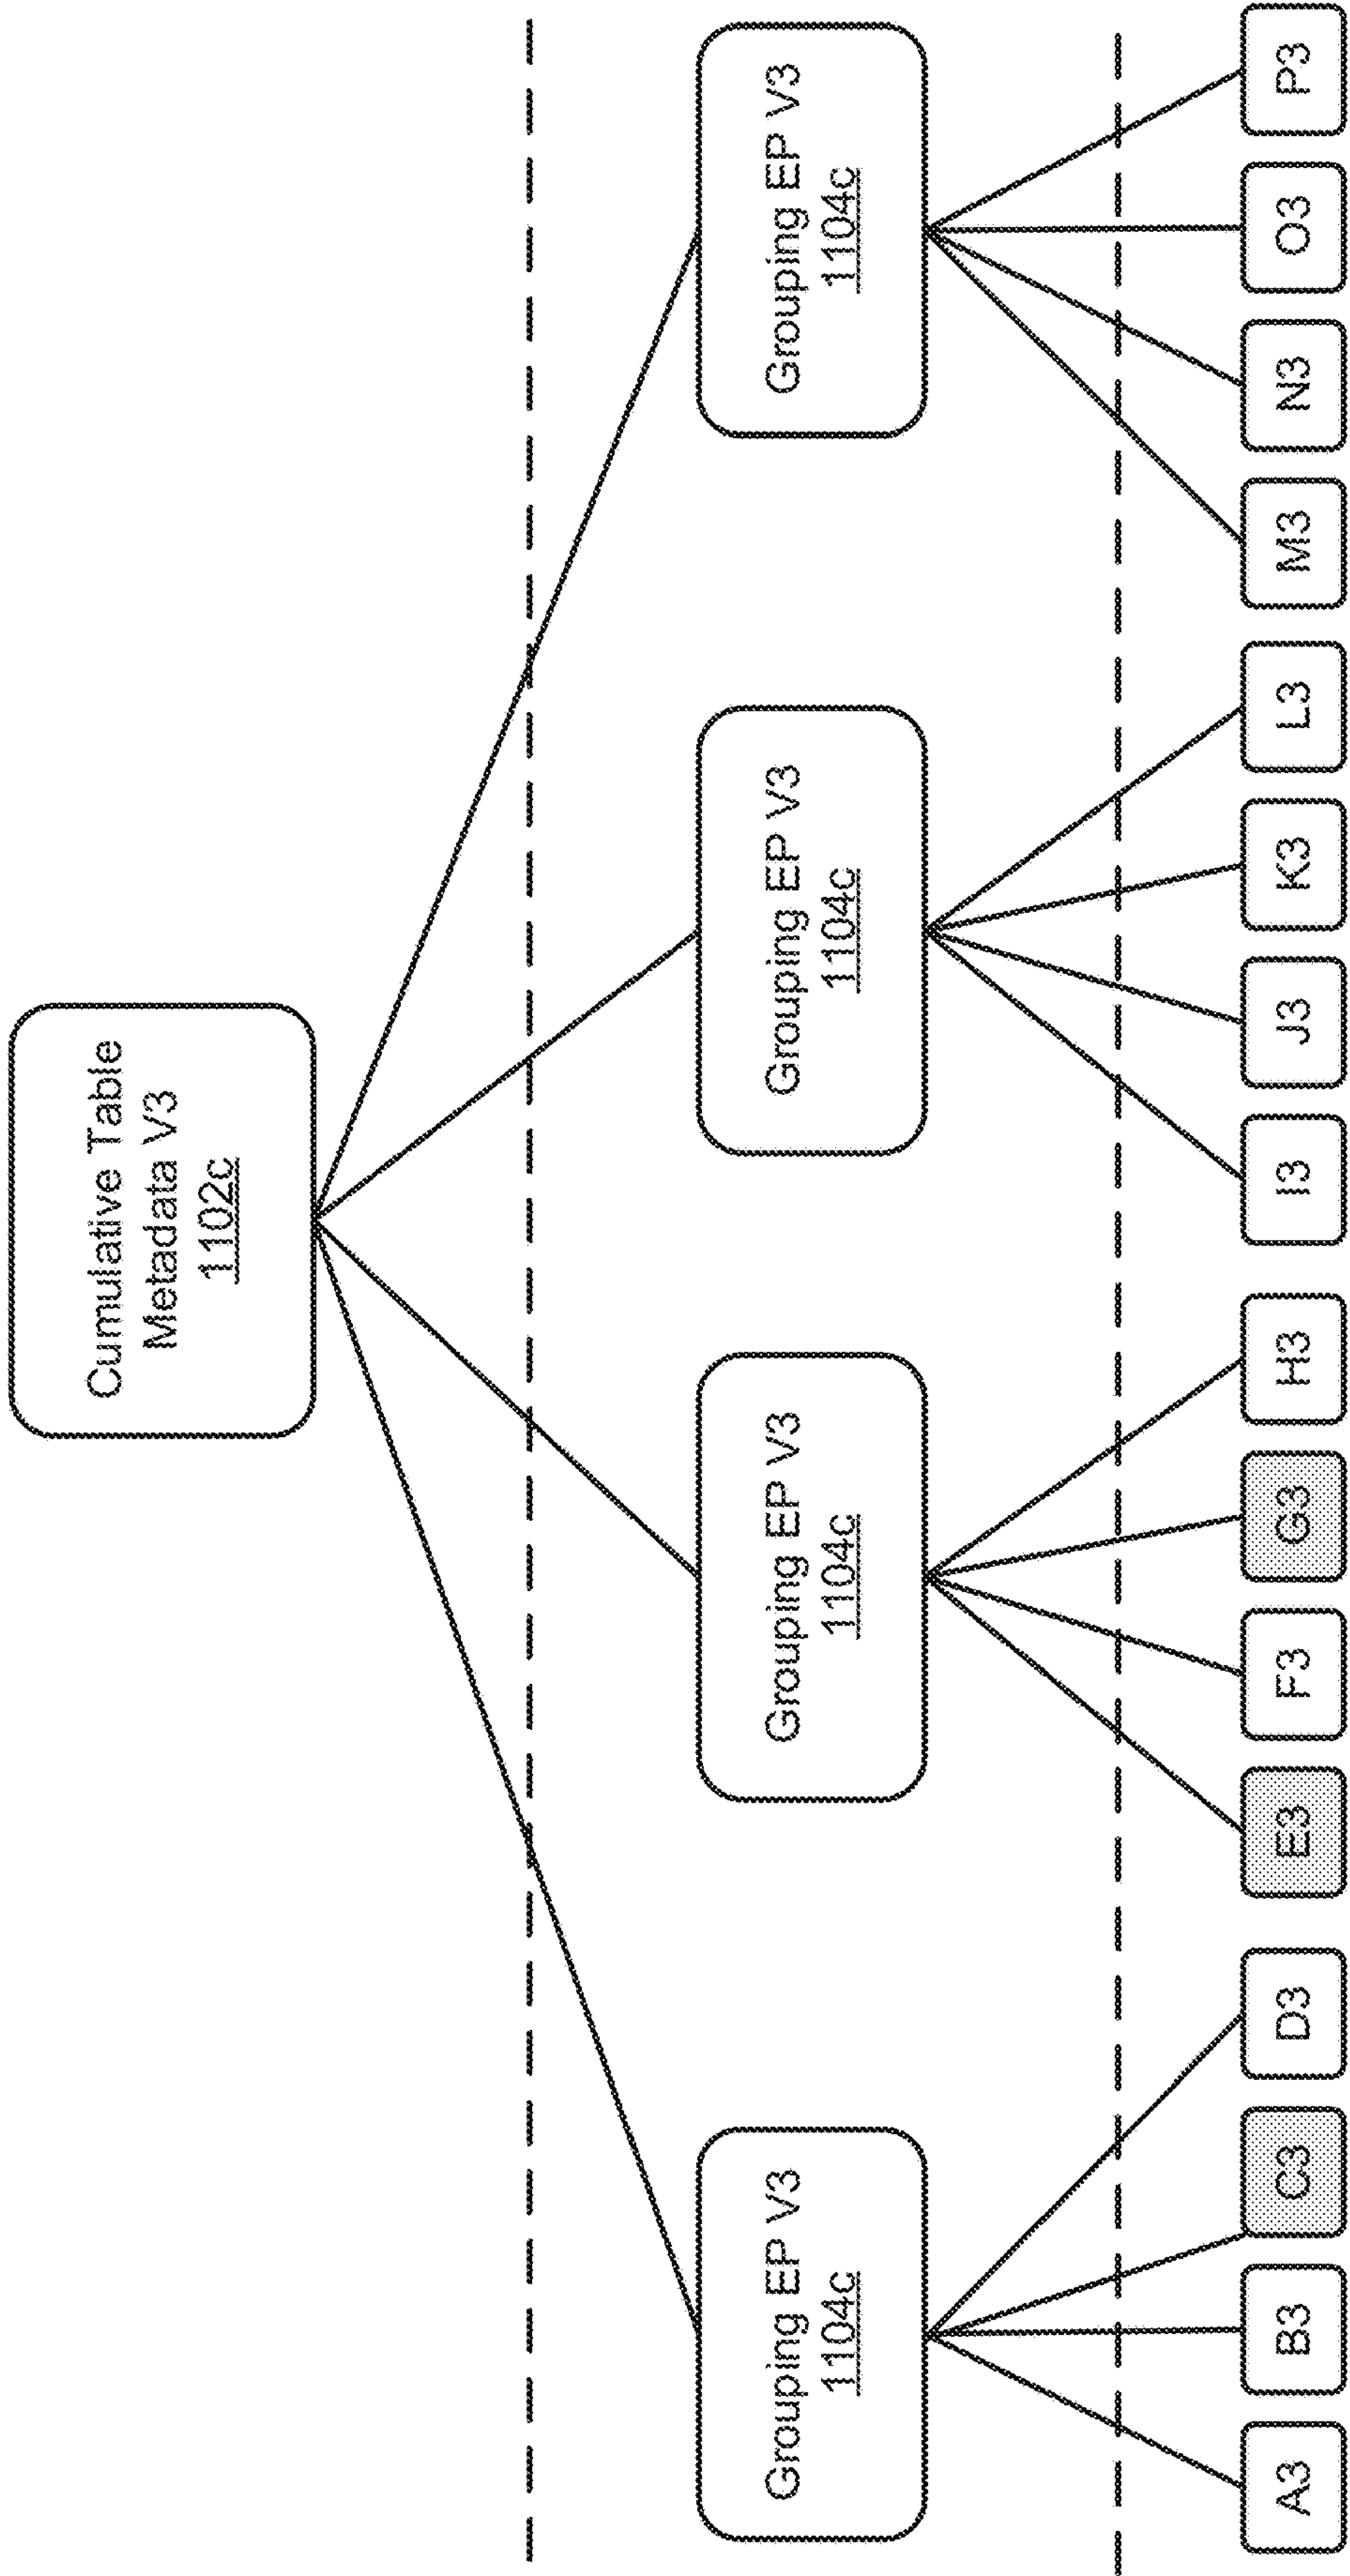 Cumulative Table
Metadata V3
1102c
Grouping EP V3
1104c
Grouping EP V3
1104c
Grouping EP V3
1104c
Grouping EP V3
1104c
A3
B3
C3
D3
E3
F3
G3
H3
I3
J3
K3
L3
M3
N3
O3
P3